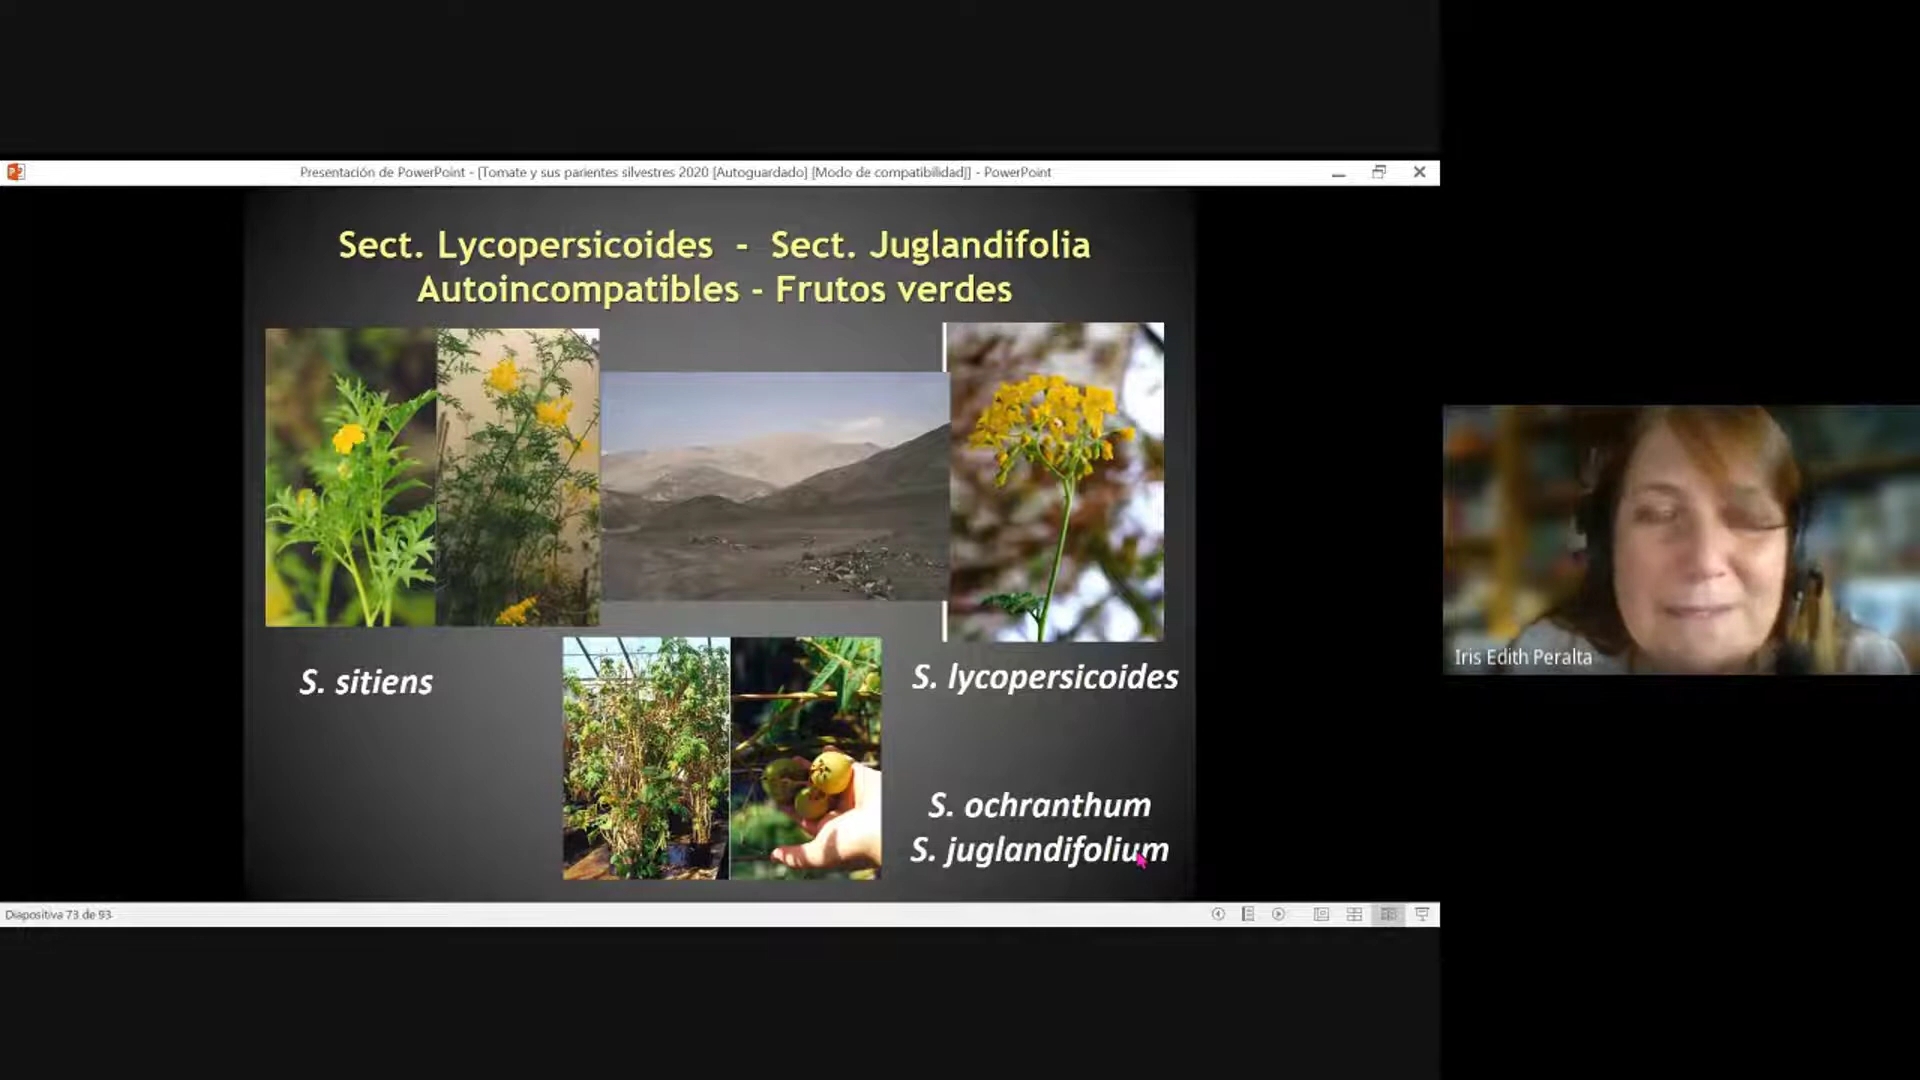 Presentación de PowerPoint - [Tomate y sus parientes silvestres 2020 [Autoguardado] [Modo de compatibilidad]] - PowerPoint
Sect. Lycopersicoides - Sect. Juglandifolia
Autoincompatibles - Frutos verdes
S. sitiens
S. lycopersicoides
S. ochranthum
S. juglandifolium
Iris Edith Peralta
Diapositiva 73 de 93